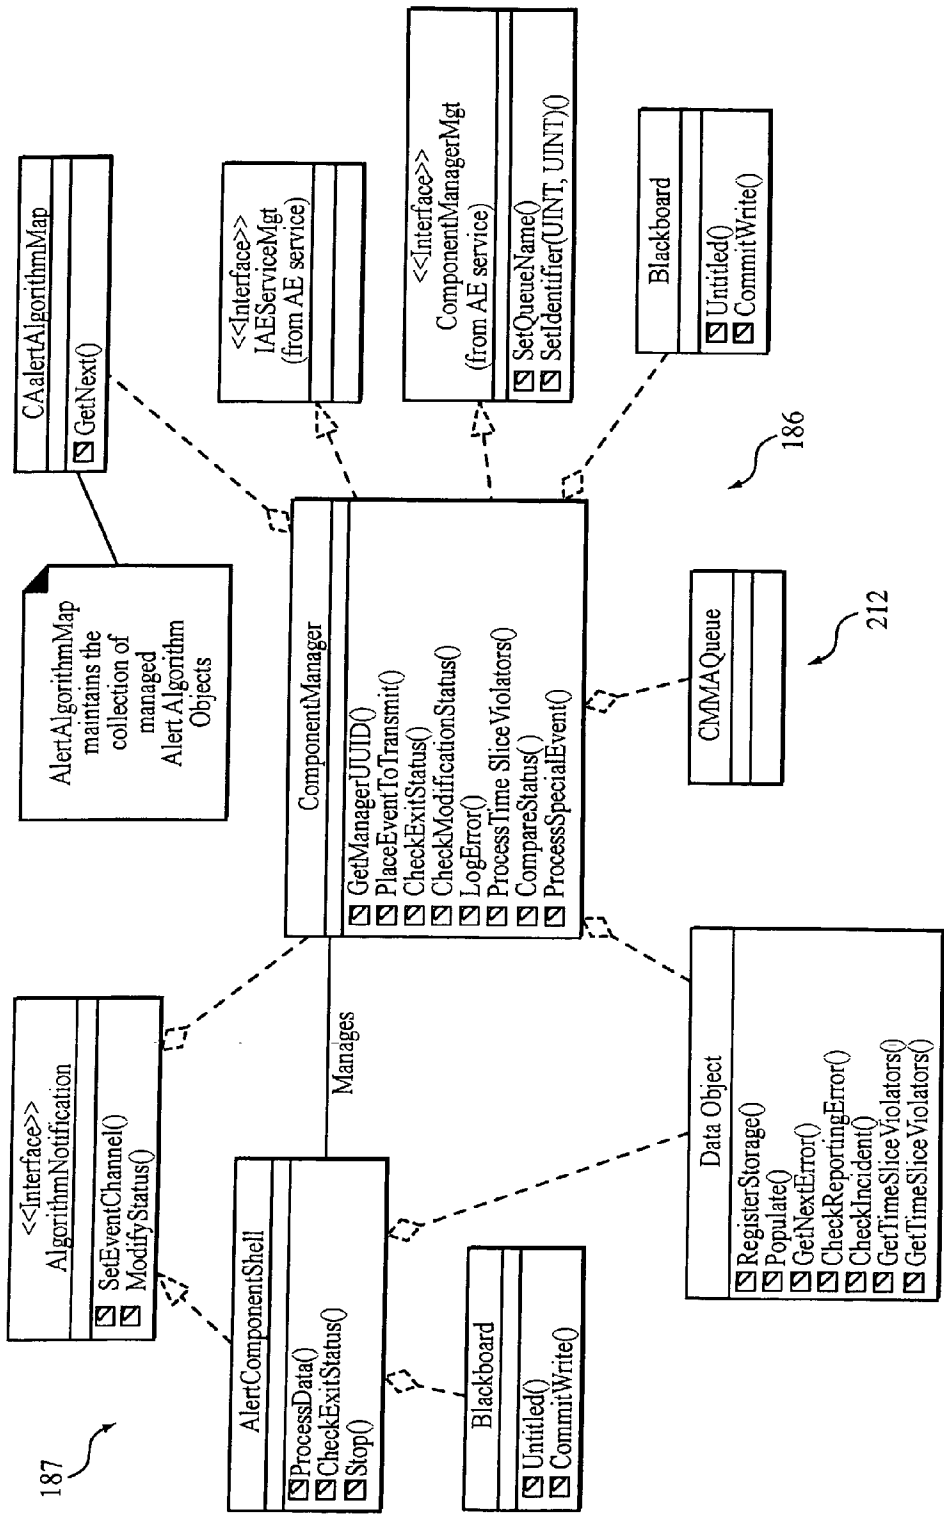 187
<<Interface>>
AlgorithmNotification
SetEventChannel()
ModifyStatus()
AlertAlgorithmMap
maintains the
collection of
managed
Alert Algorithm
Objects
CAalertAlgorithmMap
GetNext()
<<Interface>>
IAEServiceMgt
(from AE service)
AlertComponentShell
ProcessData()
CheckExitStatus()
Stop()
Manages
ComponentManager
GetManagerUUID()
PlaceEventToTransmit()
CheckExitStatus()
CheckModificationStatus()
LogError()
ProcessTime SliceViolators()
CompareStatus()
ProcessSpecialEvent()
<<Interface>>
ComponentManagerMgt
(from AE service)
SetQueueName()
SetIdentifier(UINT, UINT)()
Blackboard
Untitled()
CommitWrite()
Data Object
RegisterStorage()
Populate()
GetNextError()
CheckReportingError()
CheckIncident()
GetTimeSliceViolators()
GetTimeSliceViolators()
CMMAQueue
212
Blackboard
Untitled()
CommitWrite()
186